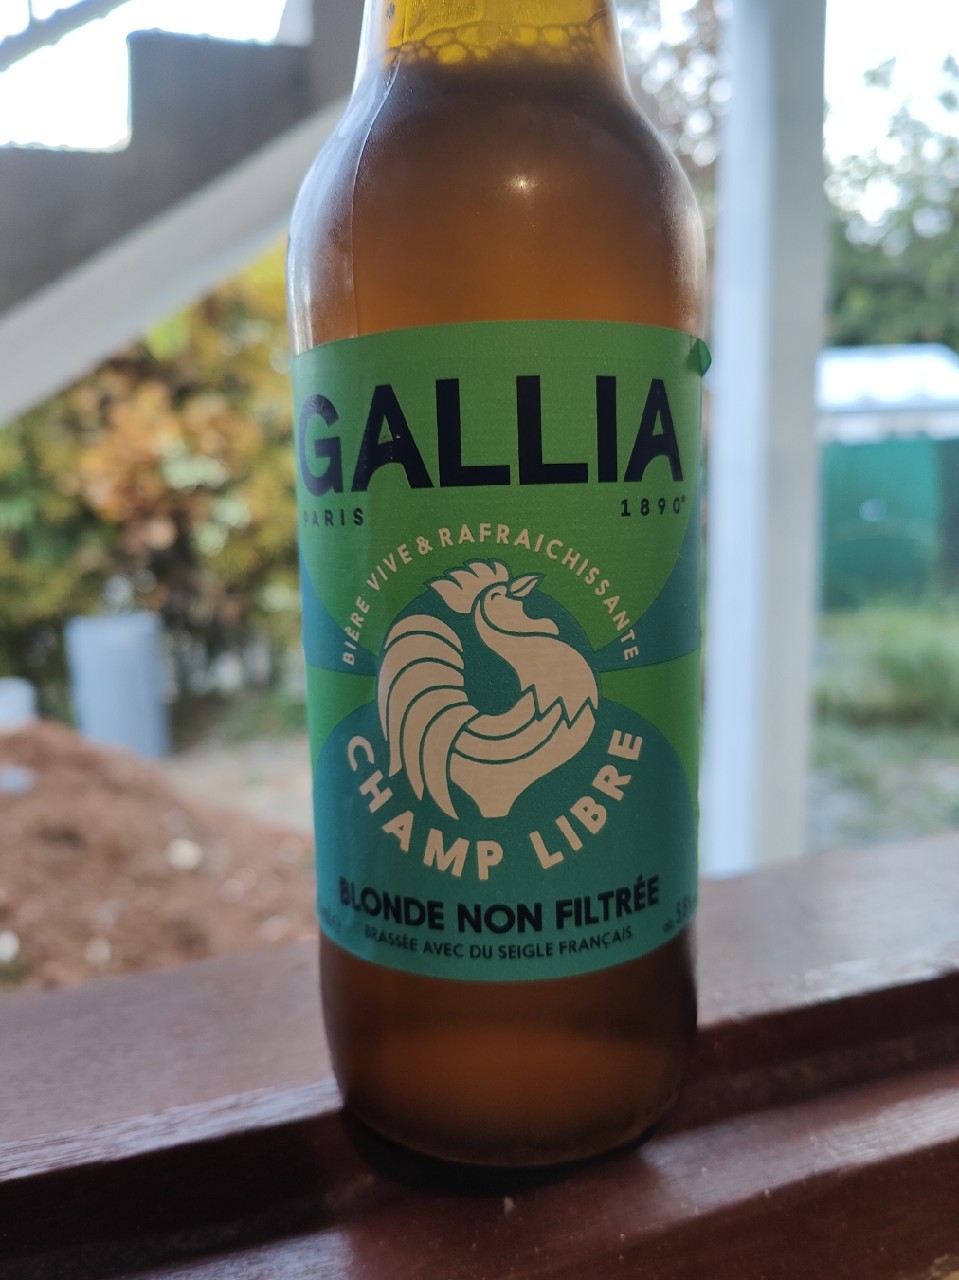 GALLIA
PARIS 1890
BIÈRE VIVE & RAFRAICHISSANTE
CHAMP LIBRE
BLONDE NON FILTRÉE
BRASSÉE AVEC DU SEIGLE FRANÇAIS